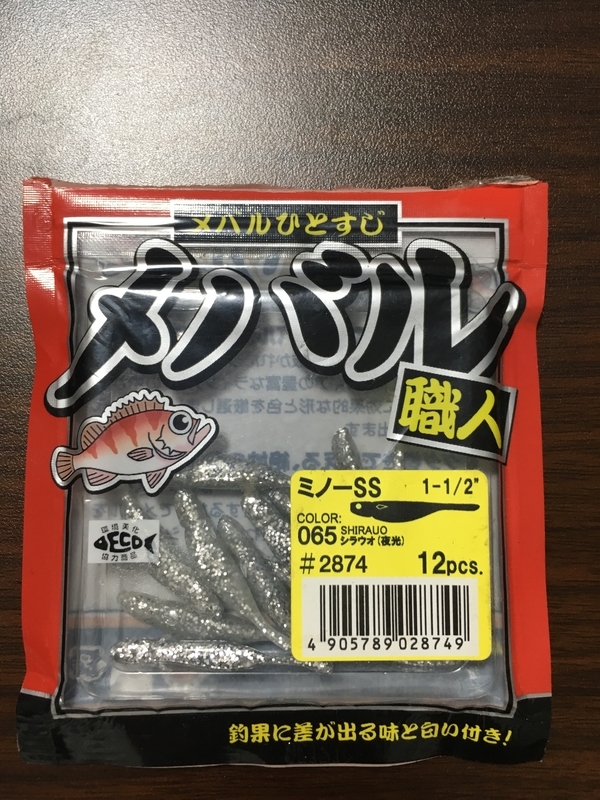 メバルひとすじ
メバル
職人
ミノーSS 1-1/2"
COLOR:
065 SHIRAUO
シラウオ(夜光)
#2874 12pcs.
4 905789 028749
環境美化
ECO
協力商品
釣果に差が出る味と匂い付き!